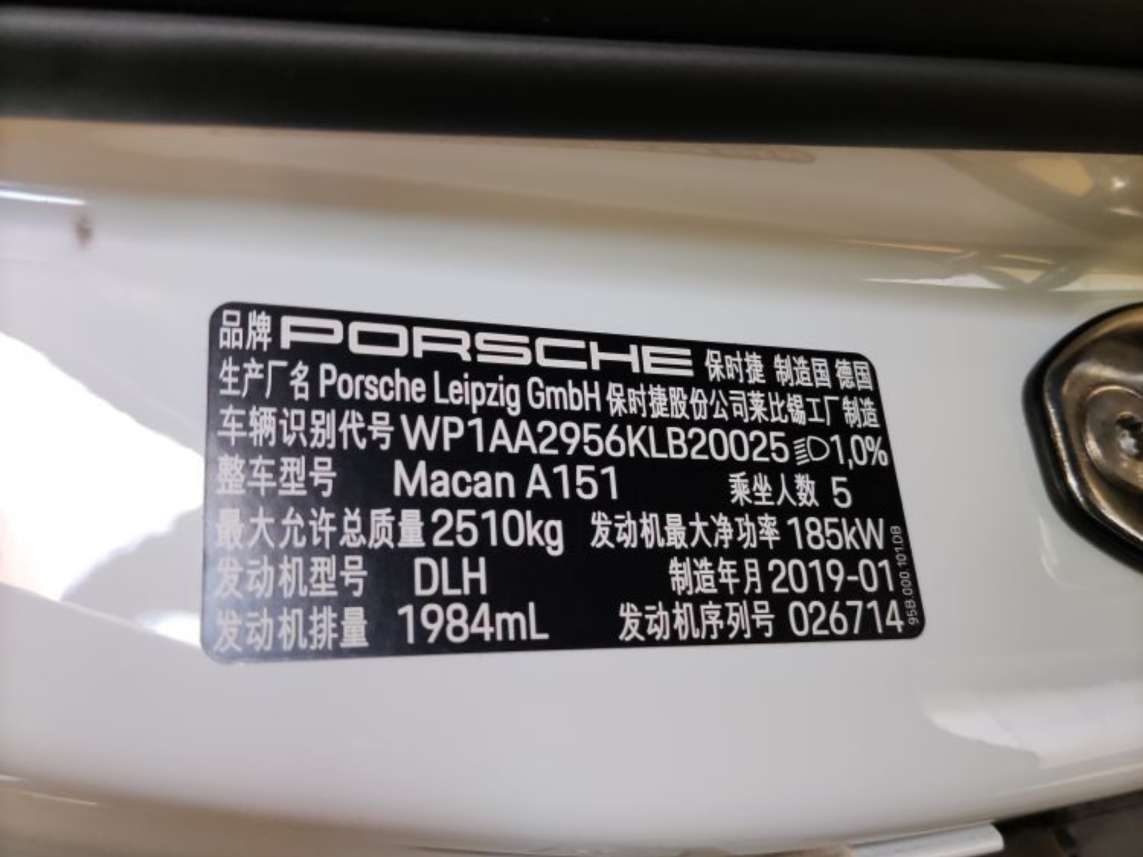 品牌 PORSCHE 保时捷 制造国 德国
生产厂名 Porsche Leipzig GmbH 保时捷股份公司莱比锡工厂 制造
车辆识别代号 WP1AA2956KLB20025 1,0%
整车型号 Macan A151 乘坐人数 5
最大允许总质量 2510kg 发动机最大净功率 185kW
发动机型号 DLH 制造年月 2019-01
发动机排量 1984mL 发动机序列号 026714
95B.000.101.DB